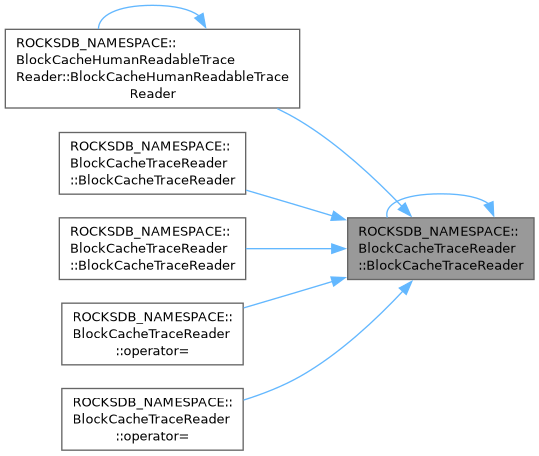 ROCKSDB_NAMESPACE::
BlockCacheHumanReadableTrace
Reader::BlockCacheHumanReadableTrace
Reader
ROCKSDB_NAMESPACE::
BlockCacheTraceReader
::BlockCacheTraceReader
ROCKSDB_NAMESPACE::
BlockCacheTraceReader
::BlockCacheTraceReader
ROCKSDB_NAMESPACE::
BlockCacheTraceReader
::operator=
ROCKSDB_NAMESPACE::
BlockCacheTraceReader
::operator=
ROCKSDB_NAMESPACE::
BlockCacheTraceReader
::BlockCacheTraceReader